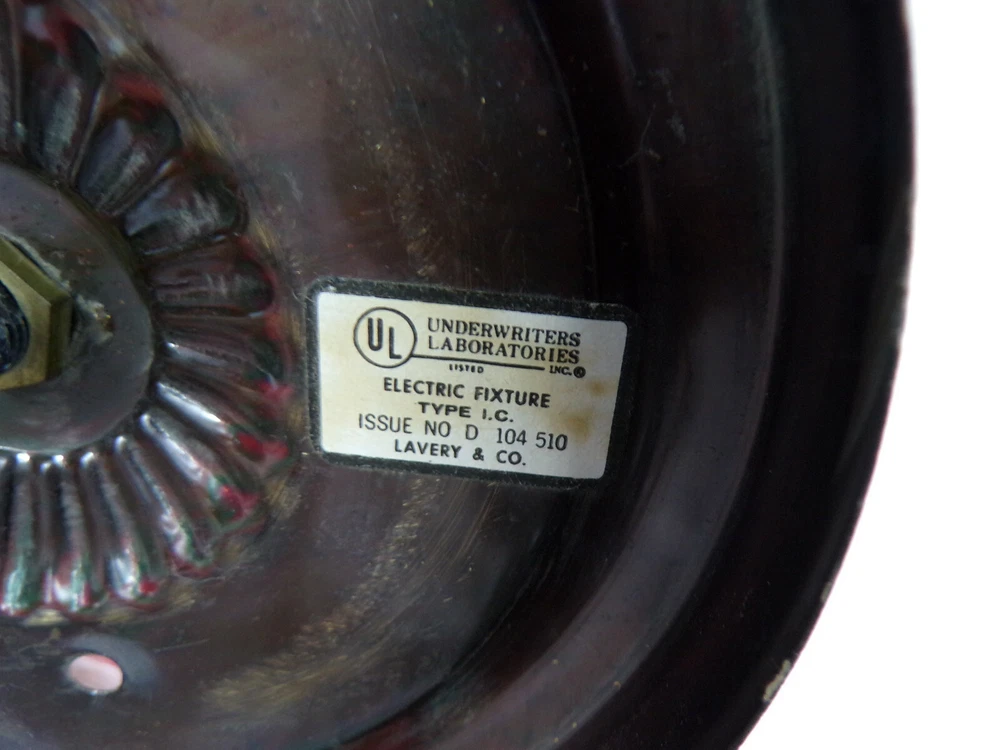 UL UNDERWRITERS
LABORATORIES
LISTED INC.®
ELECTRIC FIXTURE
TYPE I.C.
ISSUE NO D 104 510
LAVERY & CO.